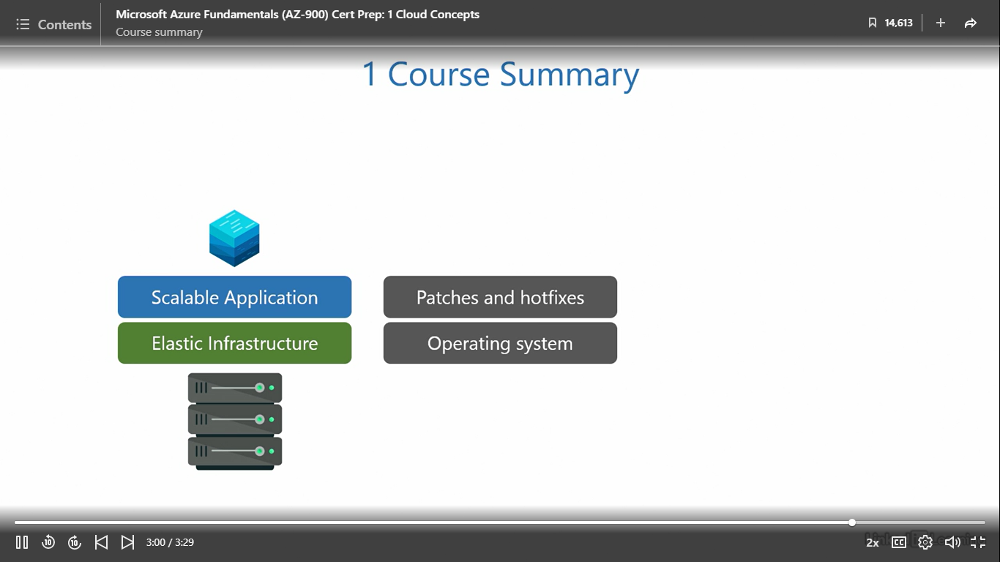 Contents
Microsoft Azure Fundamentals (AZ-900) Cert Prep: 1 Cloud Concepts
Course summary
14,613
1 Course Summary
Scalable Application
Patches and hotfixes
Elastic Infrastructure
Operating system
10
10
3:00 / 3:29
2x
CC